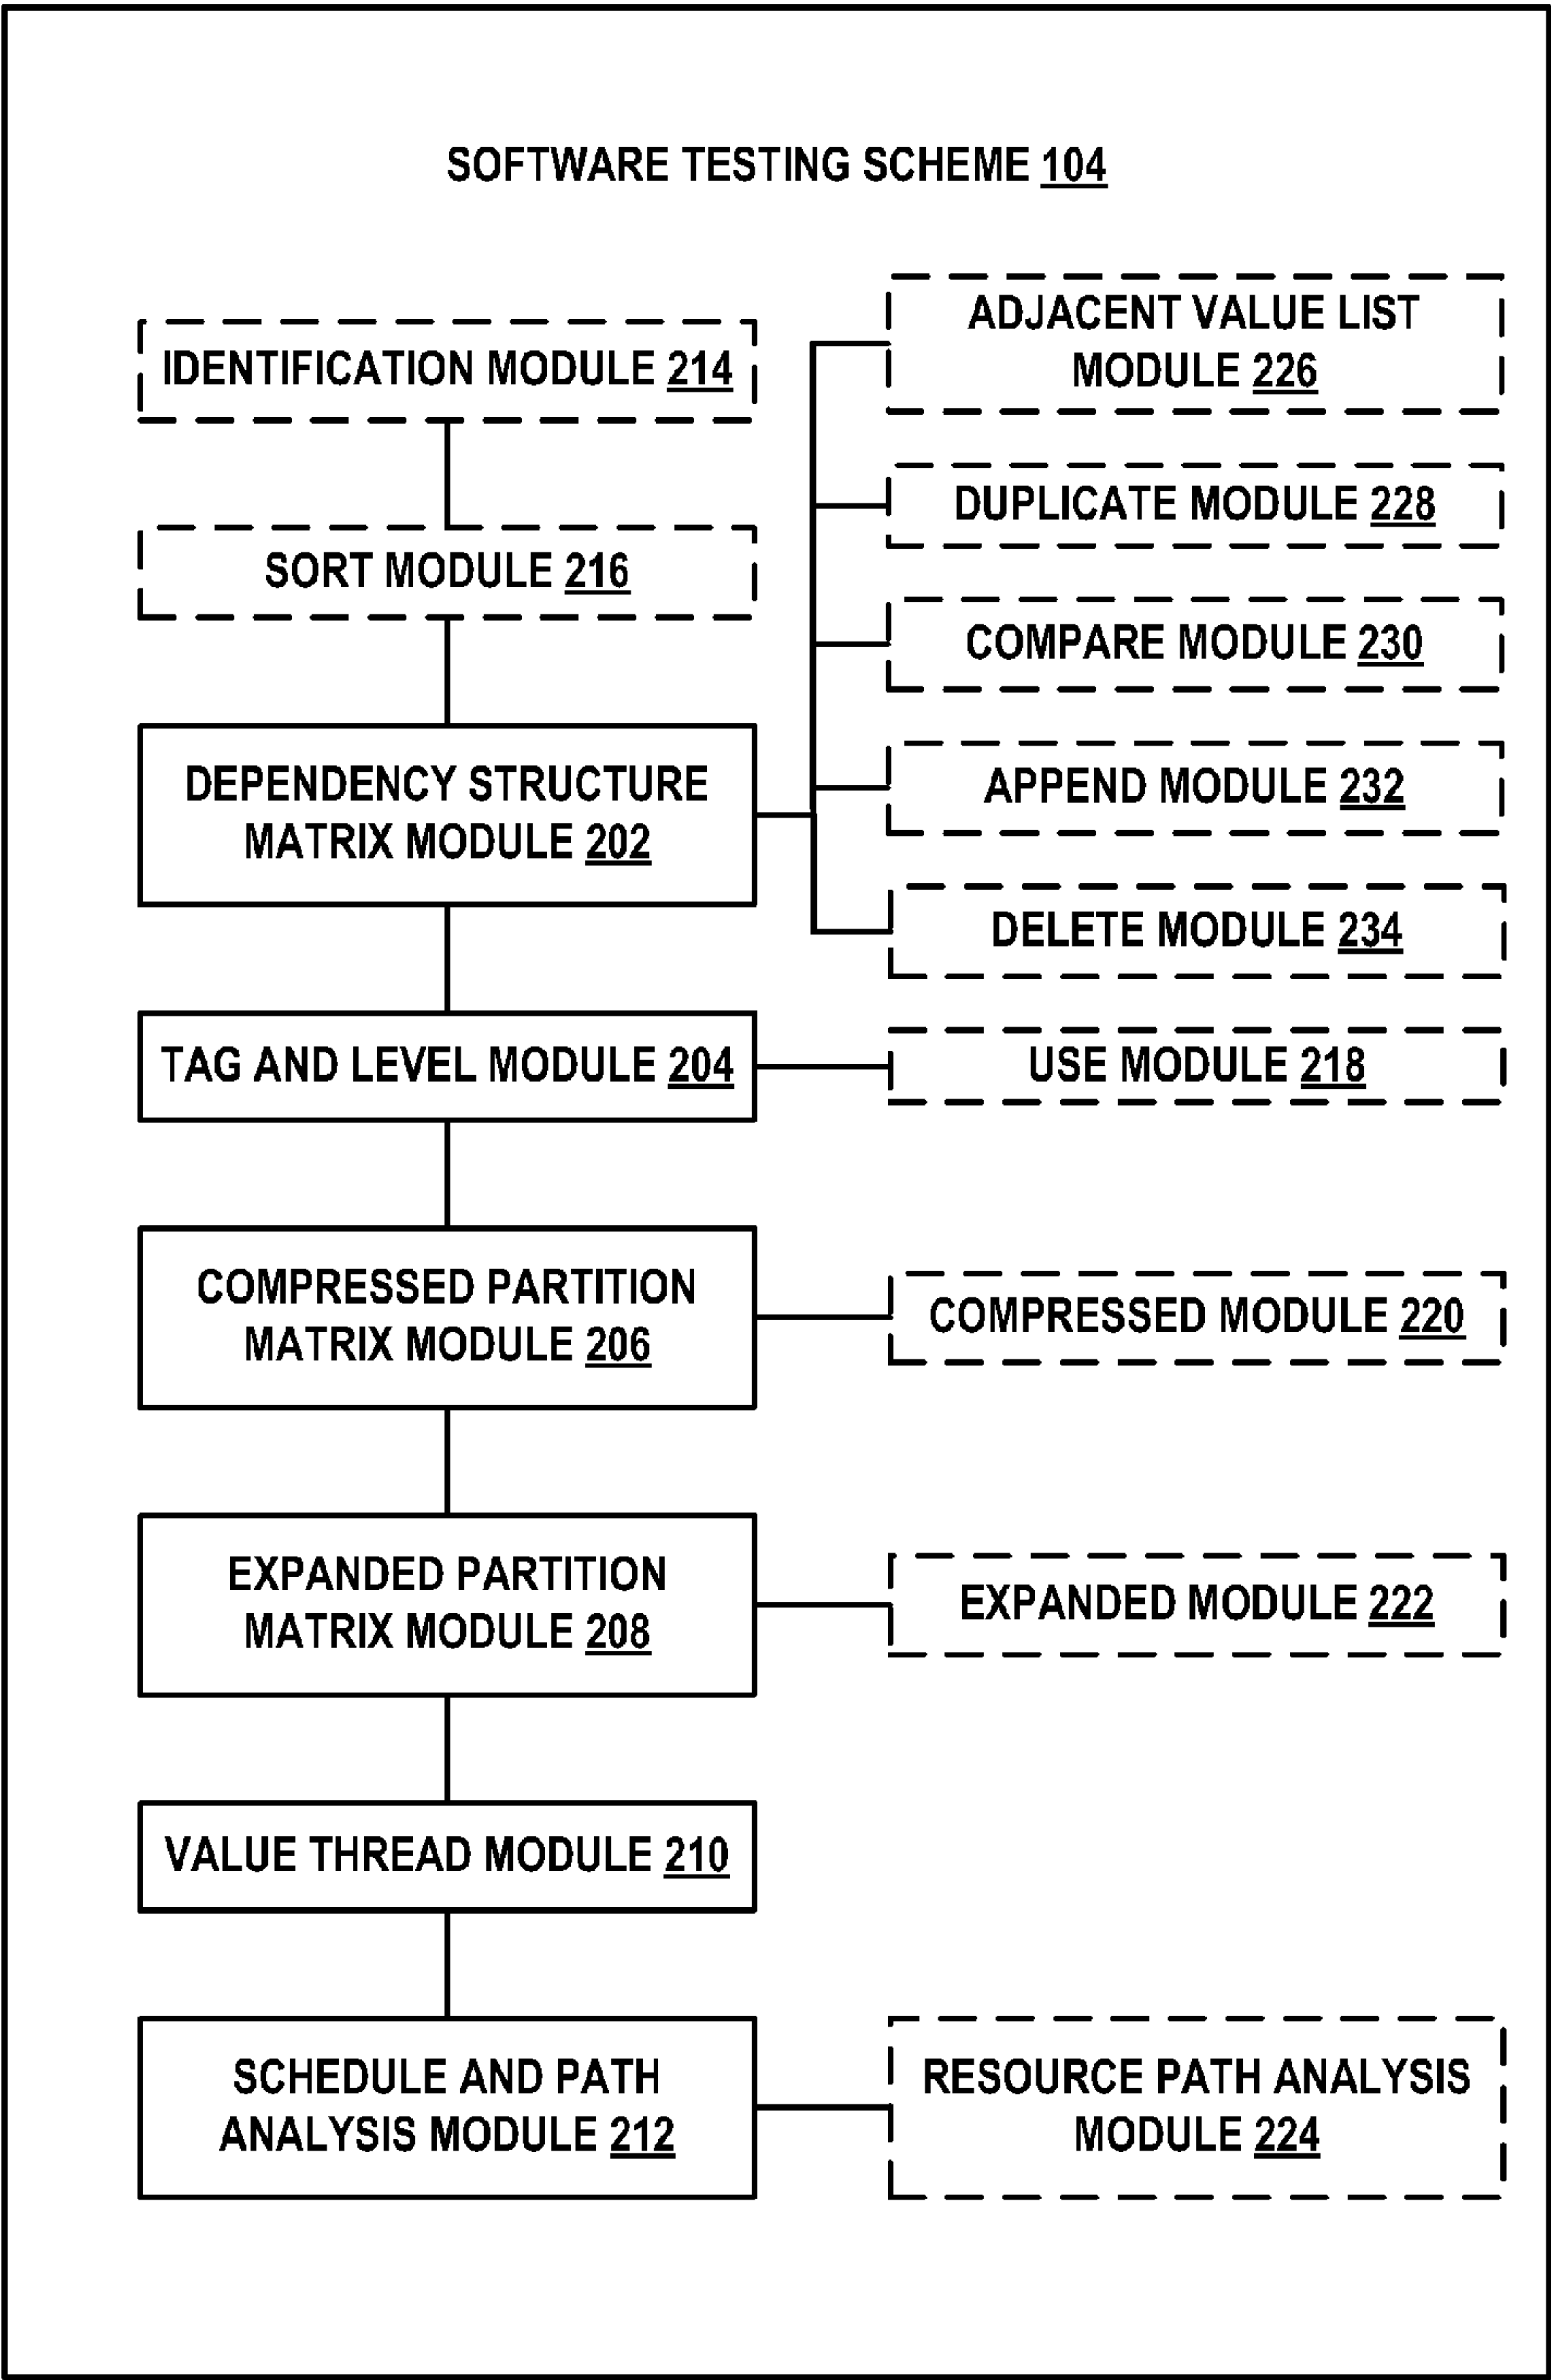 SOFTWARE TESTING SCHEME 104
IDENTIFICATION MODULE 214
SORT MODULE 216
DEPENDENCY STRUCTURE
MATRIX MODULE 202
ADJACENT VALUE LIST
MODULE 226
DUPLICATE MODULE 228
COMPARE MODULE 230
APPEND MODULE 232
DELETE MODULE 234
TAG AND LEVEL MODULE 204
USE MODULE 218
COMPRESSED PARTITION
MATRIX MODULE 206
COMPRESSED MODULE 220
EXPANDED PARTITION
MATRIX MODULE 208
EXPANDED MODULE 222
VALUE THREAD MODULE 210
SCHEDULE AND PATH
ANALYSIS MODULE 212
RESOURCE PATH ANALYSIS
MODULE 224